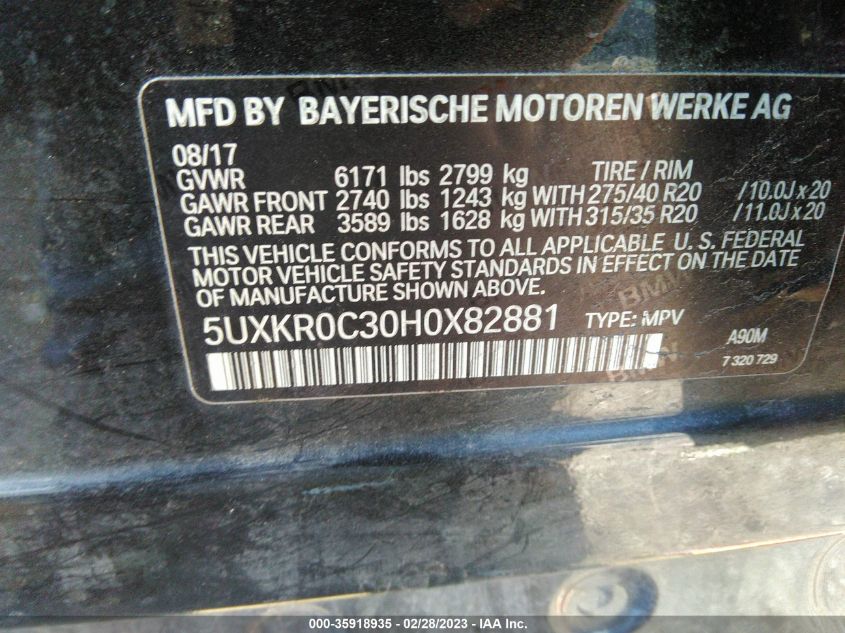 MFD BY BAYERISCHE MOTOREN WERKE AG
08/17
GVWR 6171 lbs 2799 kg TIRE / RIM
GAWR FRONT 2740 lbs 1243 kg WITH 275/40 R20 /10.0J x 20
GAWR REAR 3589 lbs 1628 kg WITH 315/35 R20 /11.0J x 20
THIS VEHICLE CONFORMS TO ALL APPLICABLE U. S. FEDERAL
MOTOR VEHICLE SAFETY STANDARDS IN EFFECT ON THE DATE
OF MANUFACTURE SHOWN ABOVE.
5UXKR0C30H0X82881 TYPE: MPV A90M
7 320 729
000-35918935 - 02/28/2023 - IAA Inc.